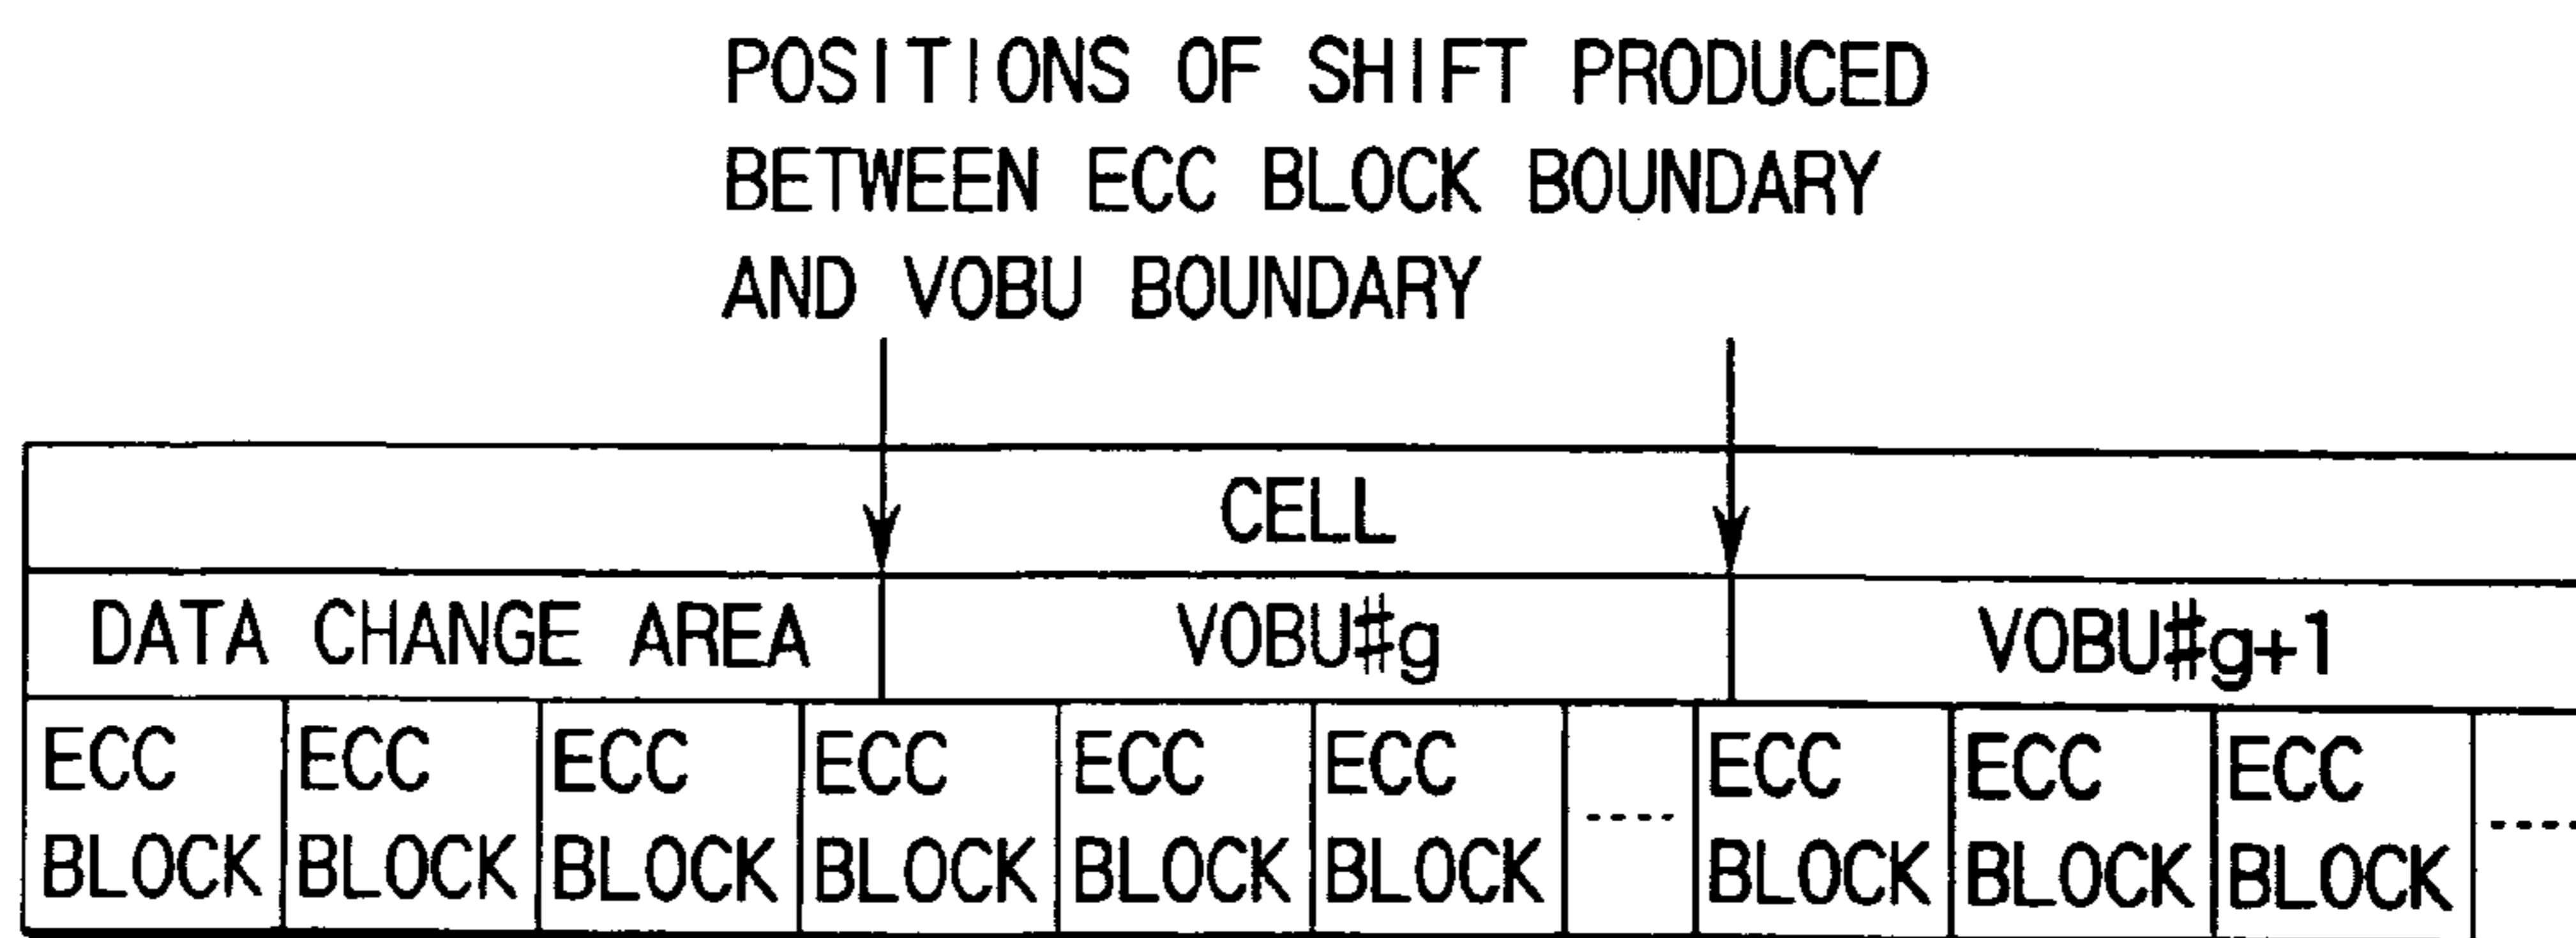 POSITIONS OF SHIFT PRODUCED
BETWEEN ECC BLOCK BOUNDARY
AND VOBU BOUNDARY
CELL
DATA CHANGE AREA VOBU#g VOBU#g+1
ECC ECC ECC ECC ECC ECC ECC ECC ECC
BLOCK BLOCK BLOCK BLOCK BLOCK BLOCK ---- BLOCK BLOCK BLOCK ----